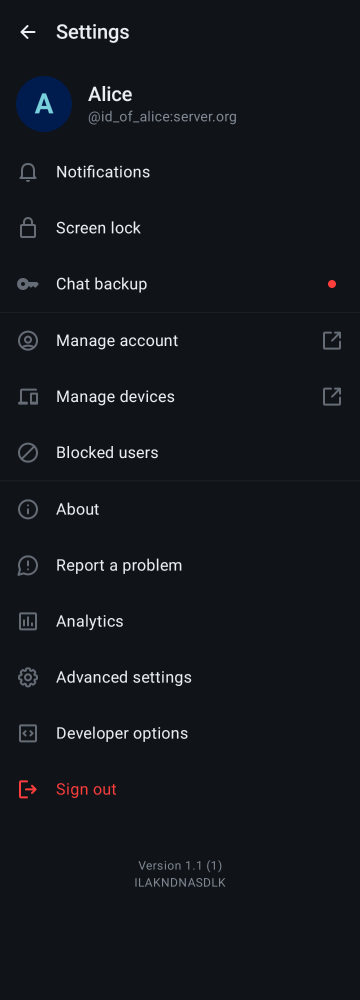 Settings
A
Alice
@id_of_alice:server.org
Notifications
Screen lock
Chat backup
Manage account
Manage devices
Blocked users
About
Report a problem
Analytics
Advanced settings
Developer options
Sign out
Version 1.1 (1)
ILAKNDNASDLK